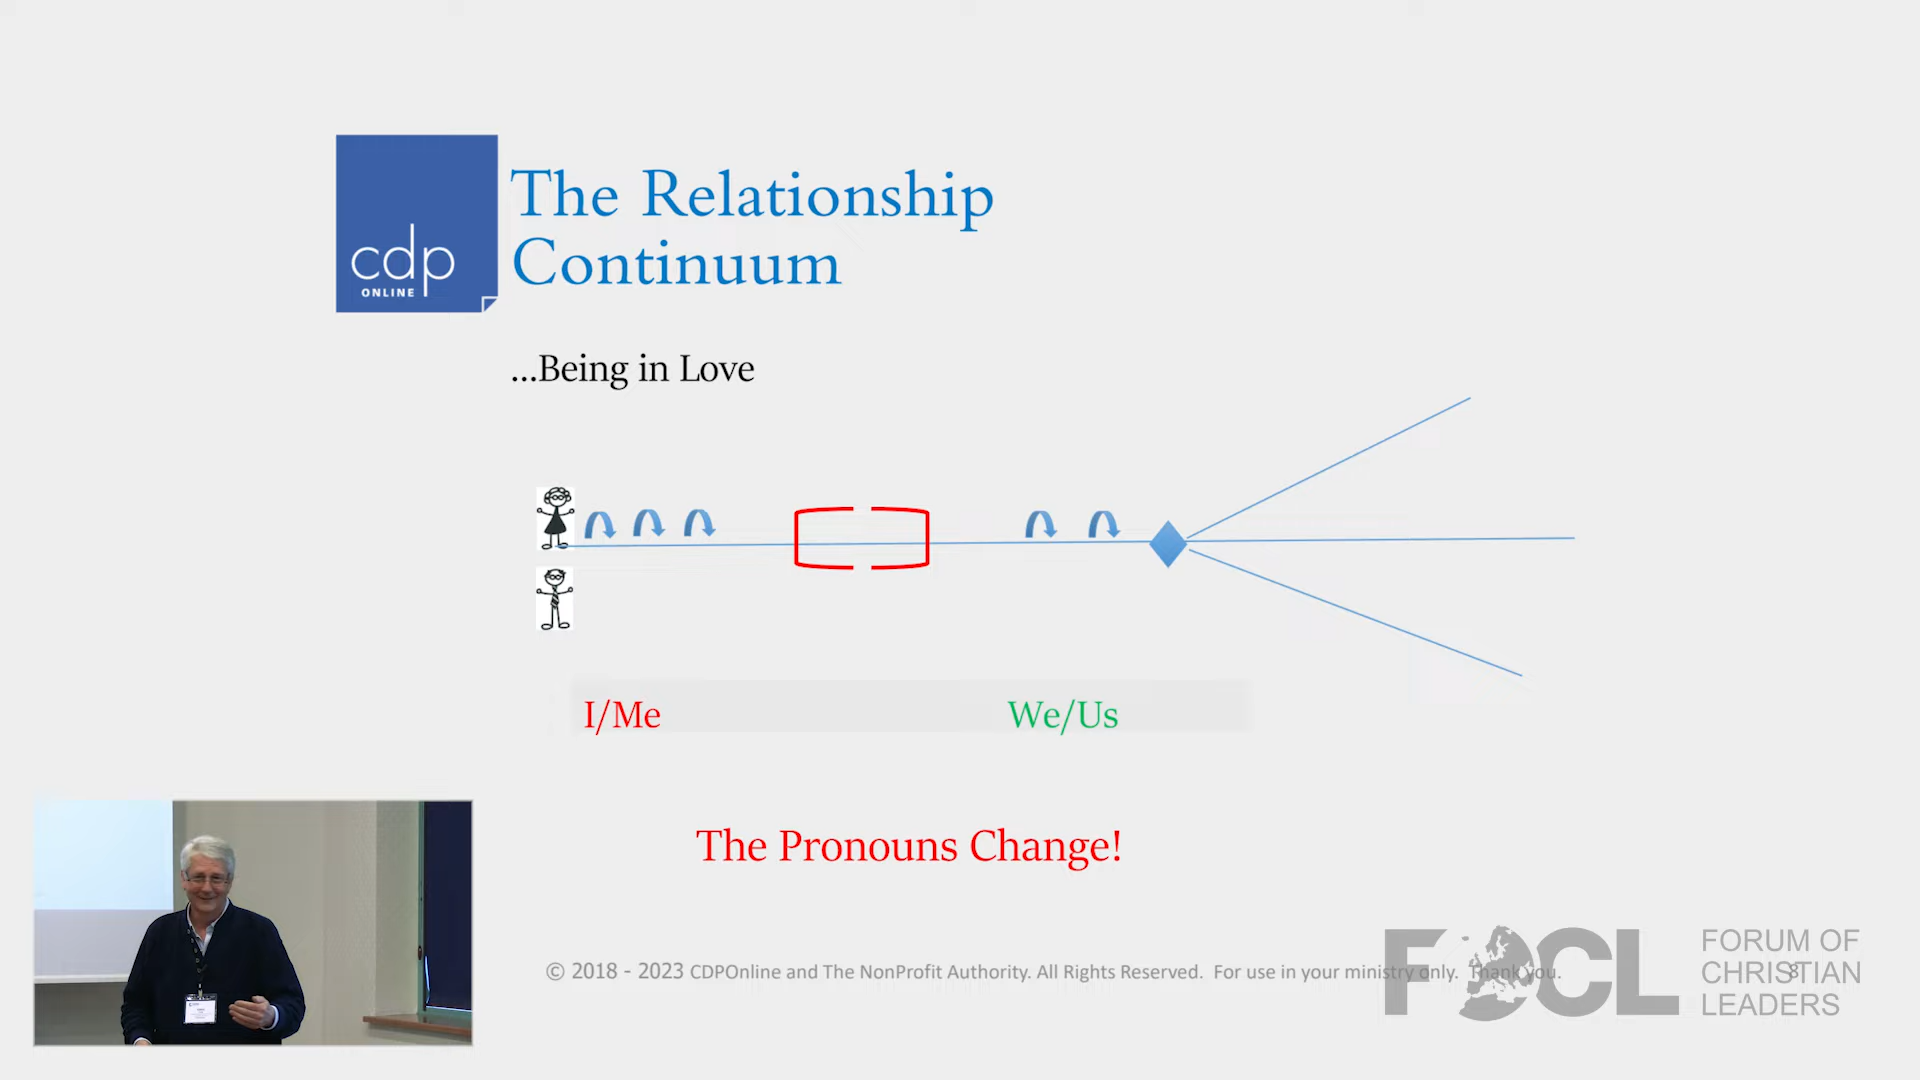 The Relationship
Continuum
cdp
ONLINE
...Being in Love
I/Me
We/Us
The Pronouns Change!
© 2018 - 2023 CDPOnline and The NonProfit Authority. All Rights Reserved. For use in your ministry only. Thank you.
8
FOCL
FORUM OF
CHRISTIAN
LEADERS